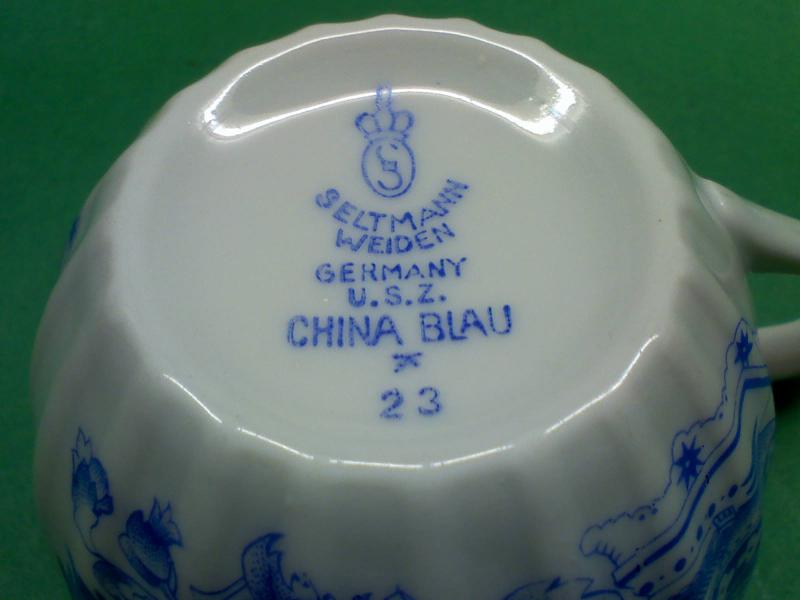 S
SELTMANN
WEIDEN
GERMANY
U.S.Z.
CHINA BLAU
23